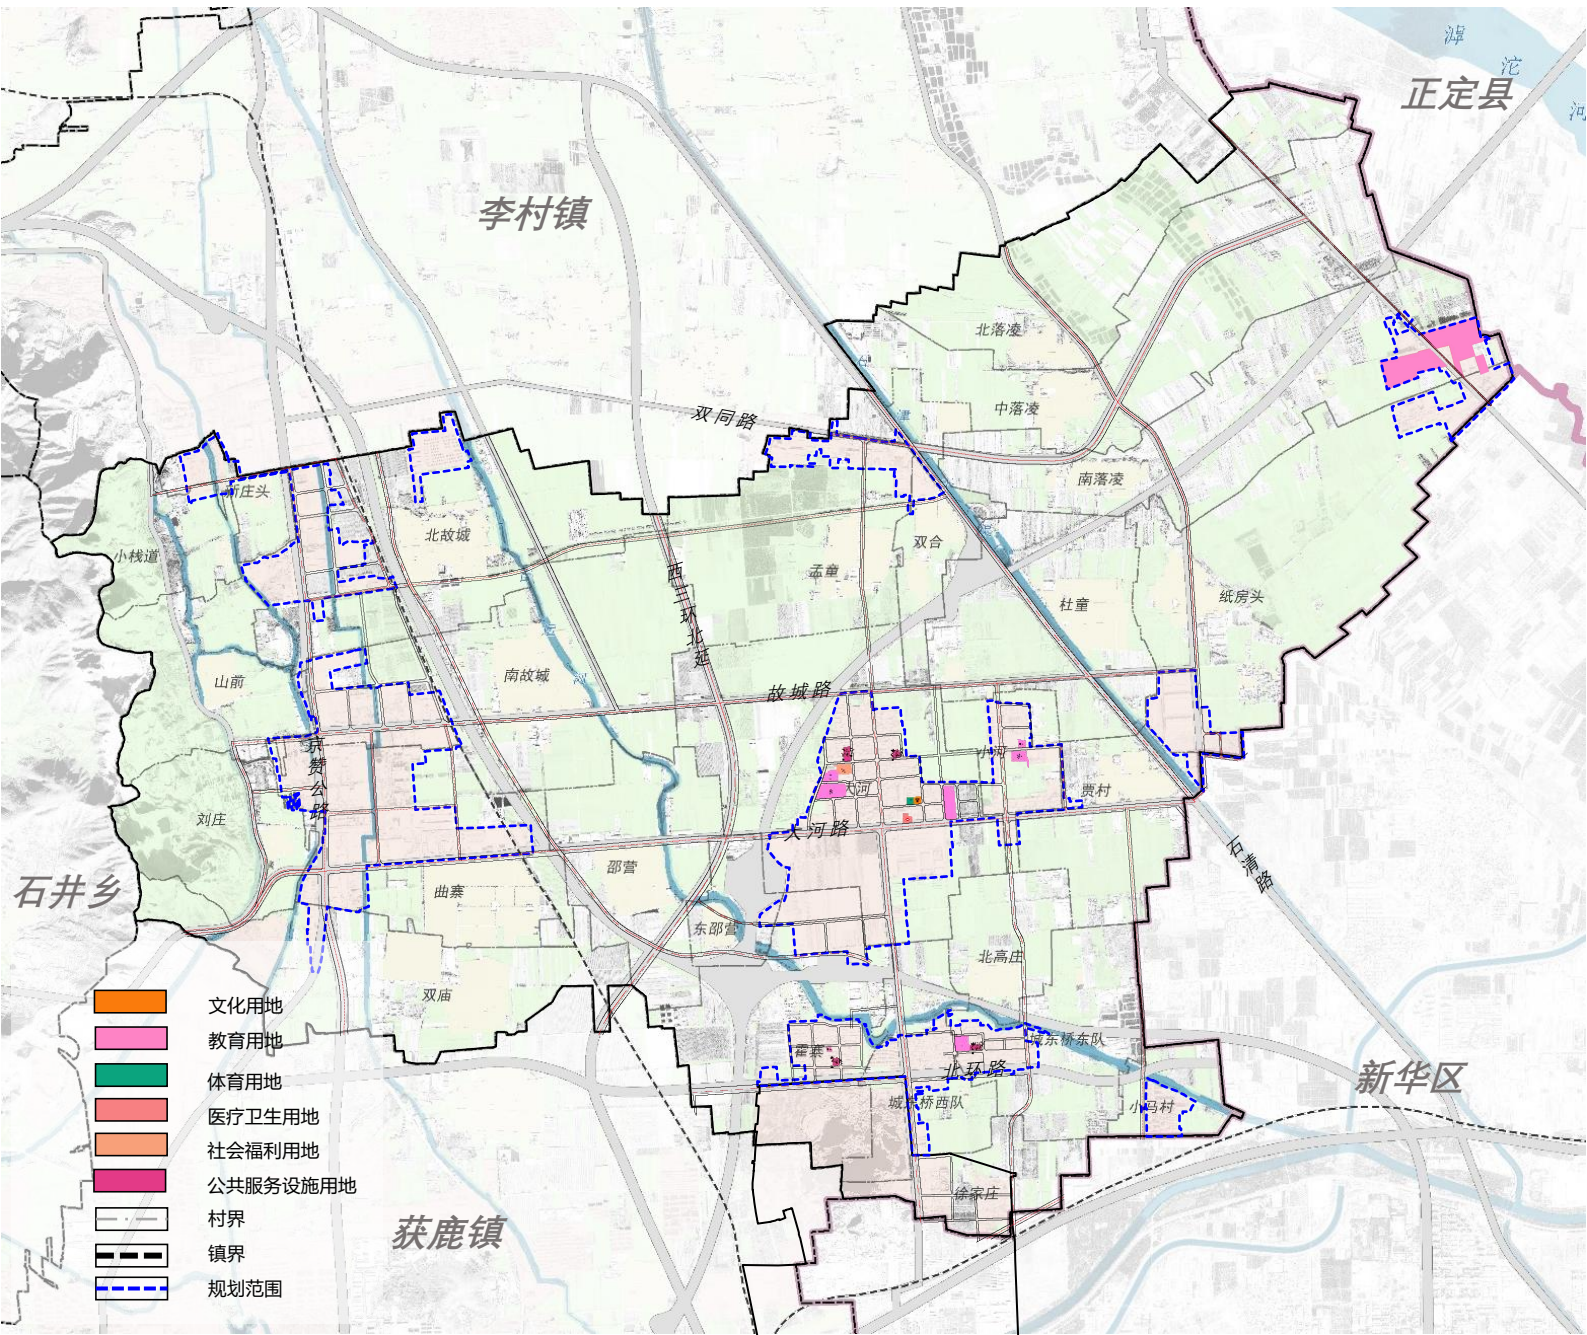 滹
沱
河
正定县
李村镇
北落凌
中落凌
双同路
南落凌
新庄头
北故城
小栈道
双合
孟童
西三环北延
杜童
纸房头
山前
南故城
河
故城路
京赞公路
小河
大河
贾村
刘庄
大河路
邵营
石清路
石井乡
曲寨
东邵营
北高庄
双庙
霍寨
城东桥东队
北环路
新华区
城东桥西队
小马村
徐家庄
获鹿镇
文化用地
教育用地
体育用地
医疗卫生用地
社会福利用地
公共服务设施用地
村界
镇界
规划范围